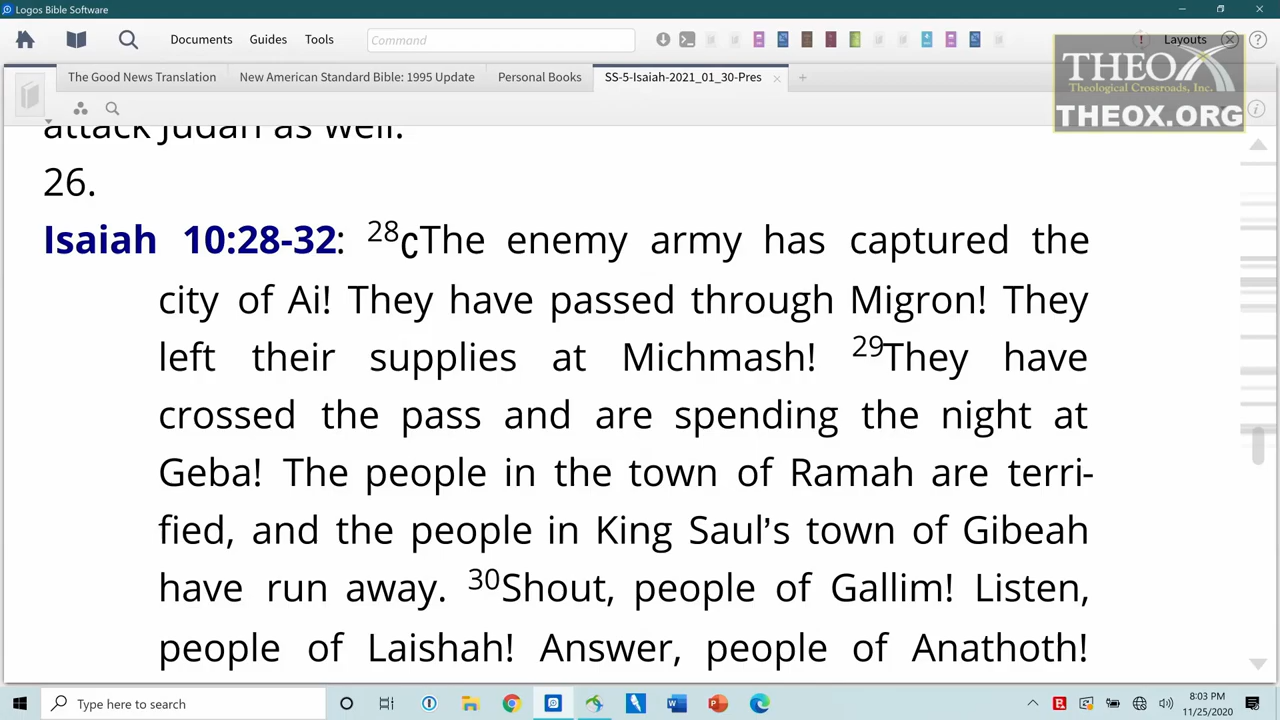 Logos Bible Software
Documents Guides Tools Command Layouts
The Good News Translation New American Standard Bible: 1995 Update Personal Books SS-5-Isaiah-2021_01_30-Pres
THEOX
Theological Crossroads, Inc.
THEOX.ORG
attack Judah as well.
26.
Isaiah 10:28-32: 28cThe enemy army has captured the
city of Ai! They have passed through Migron! They
left their supplies at Michmash! 29They have
crossed the pass and are spending the night at
Geba! The people in the town of Ramah are terri-
fied, and the people in King Saul's town of Gibeah
have run away. 30Shout, people of Gallim! Listen,
people of Laishah! Answer, people of Anathoth!
Type here to search
8:03 PM
11/25/2020